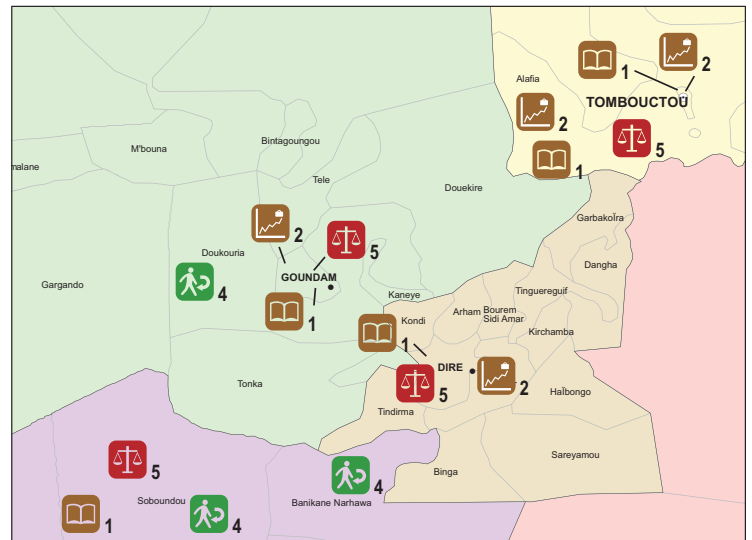 1
2
Alafia
TOMBOUCTOU
2
5
1
M'bouna
Bintagoungou
malane
Tele
Douekire
Garbakoïra
2
5
Doukouria
Dangha
GOUNDAM
Gargando
4
Tinguereguif
Kaneye
1
Kondi
Arham
Bourem
Sidi Amar
Kirchamba
1
DIRE
Tonka
5
2
Haïbongo
Tindirma
5
Sareyamou
4
Binga
Soboundou
Banikane Narhawa
1
4